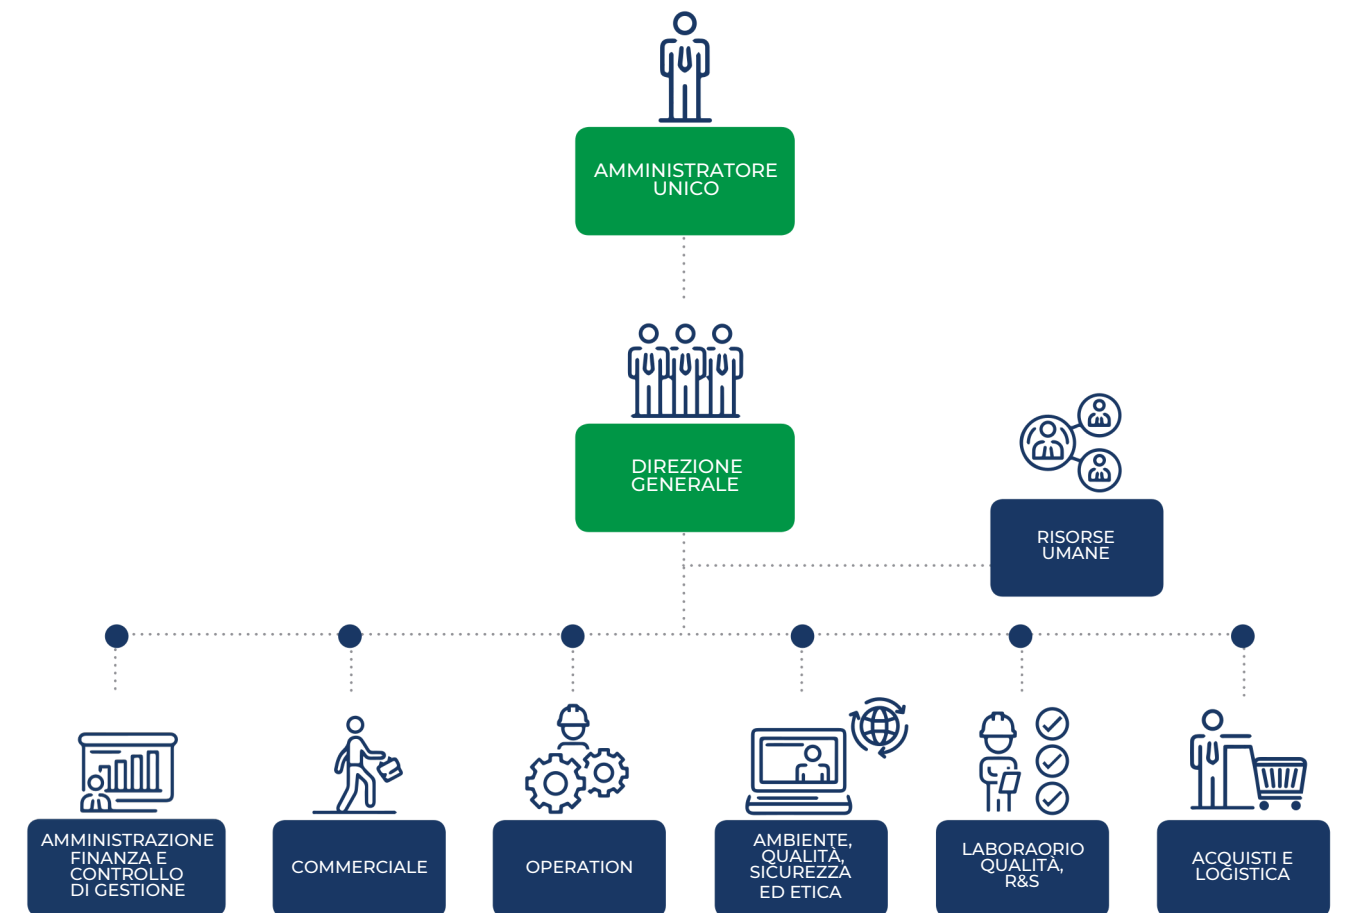 AMMINISTRATORE
UNICO
DIREZIONE
GENERALE
RISORSE
UMANE
AMMINISTRAZIONE
FINANZA E
CONTROLLO
DI GESTIONE
COMMERCIALE
OPERATION
AMBIENTE,
QUALITÀ,
SICUREZZA
ED ETICA
LABORAORIO
QUALITÀ,
R&S
ACQUISTI E
LOGISTICA